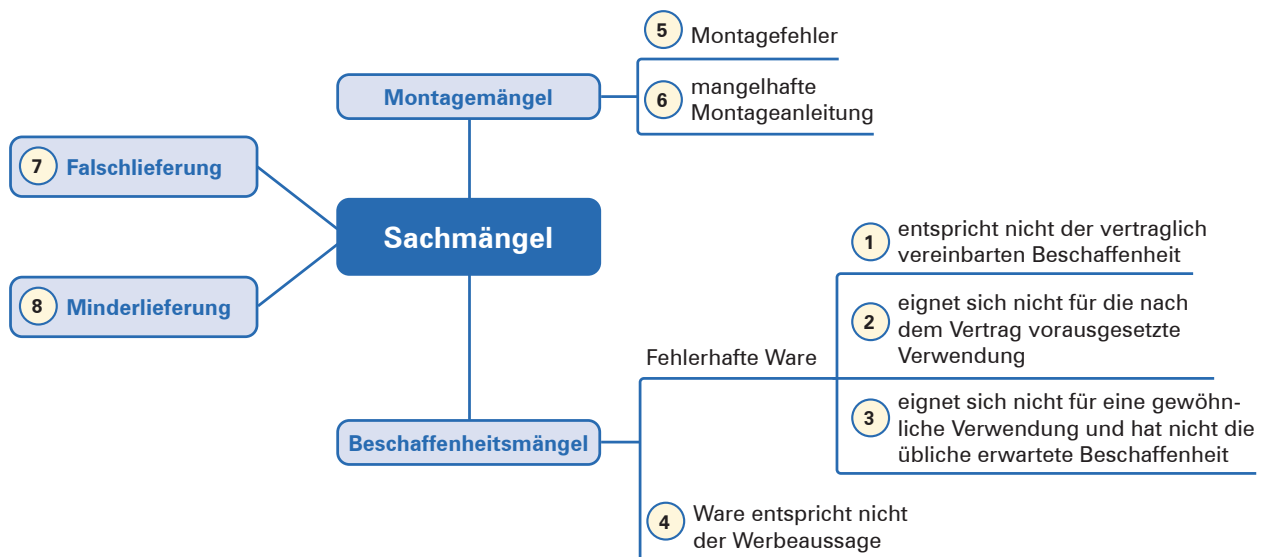 5 Montagefehler
Montagemängel
6 mangelhafte
Montageanleitung
7 Falschlieferung
Sachmängel
8 Minderlieferung
1 entspricht nicht der vertraglich
vereinbarten Beschaffenheit
2 eignet sich nicht für die nach
dem Vertrag vorausgesetzte
Verwendung
Fehlerhafte Ware
3 eignet sich nicht für eine gewöhn-
liche Verwendung und hat nicht die
übliche erwartete Beschaffenheit
Beschaffenheitsmängel
4 Ware entspricht nicht
der Werbeaussage